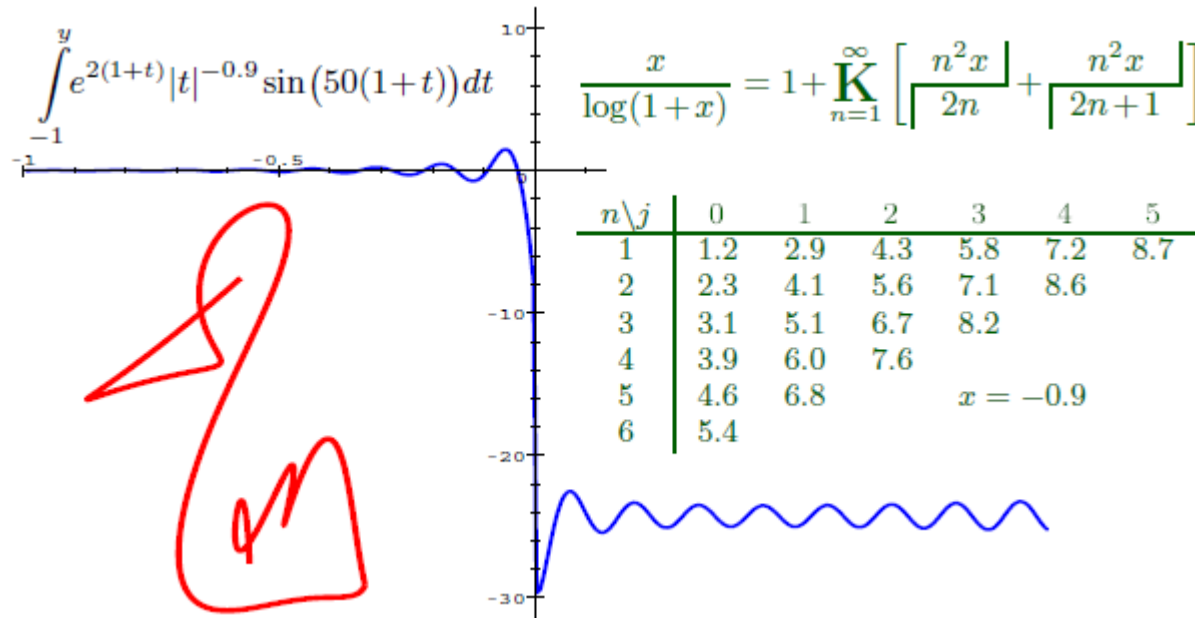 ∫_{-1}^{y} e^{2(1+t)}|t|^{-0.9} sin(50(1+t))dt
x/log(1+x) = 1+ K_{n=1}^{∞} [ n²x/2n + n²x/2n+1 ]
10
-1 -0.5 0
-10
-20
-30
n\j 0 1 2 3 4 5
1 1.2 2.9 4.3 5.8 7.2 8.7
2 2.3 4.1 5.6 7.1 8.6
3 3.1 5.1 6.7 8.2
4 3.9 6.0 7.6
5 4.6 6.8 x = −0.9
6 5.4